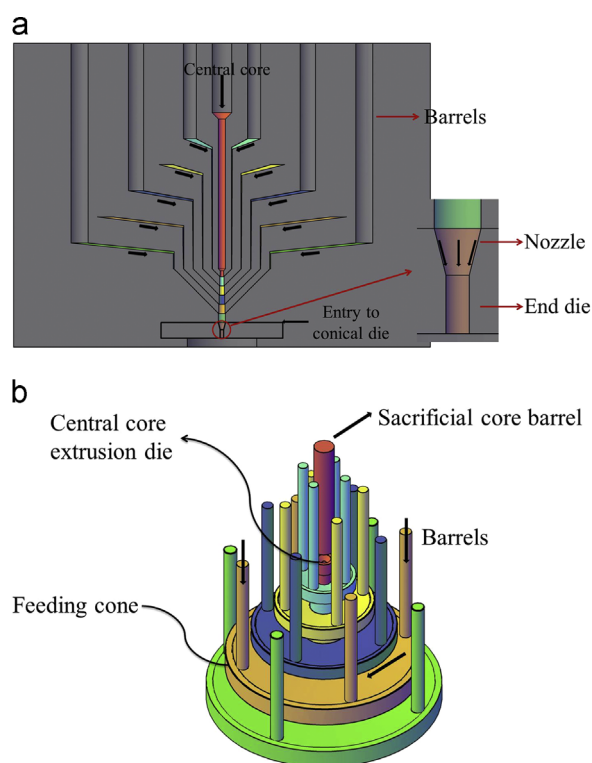 a
Central core
Barrels
Nozzle
End die
Entry to
conical die
b
Central core
extrusion die
Sacrificial core barrel
Barrels
Feeding cone